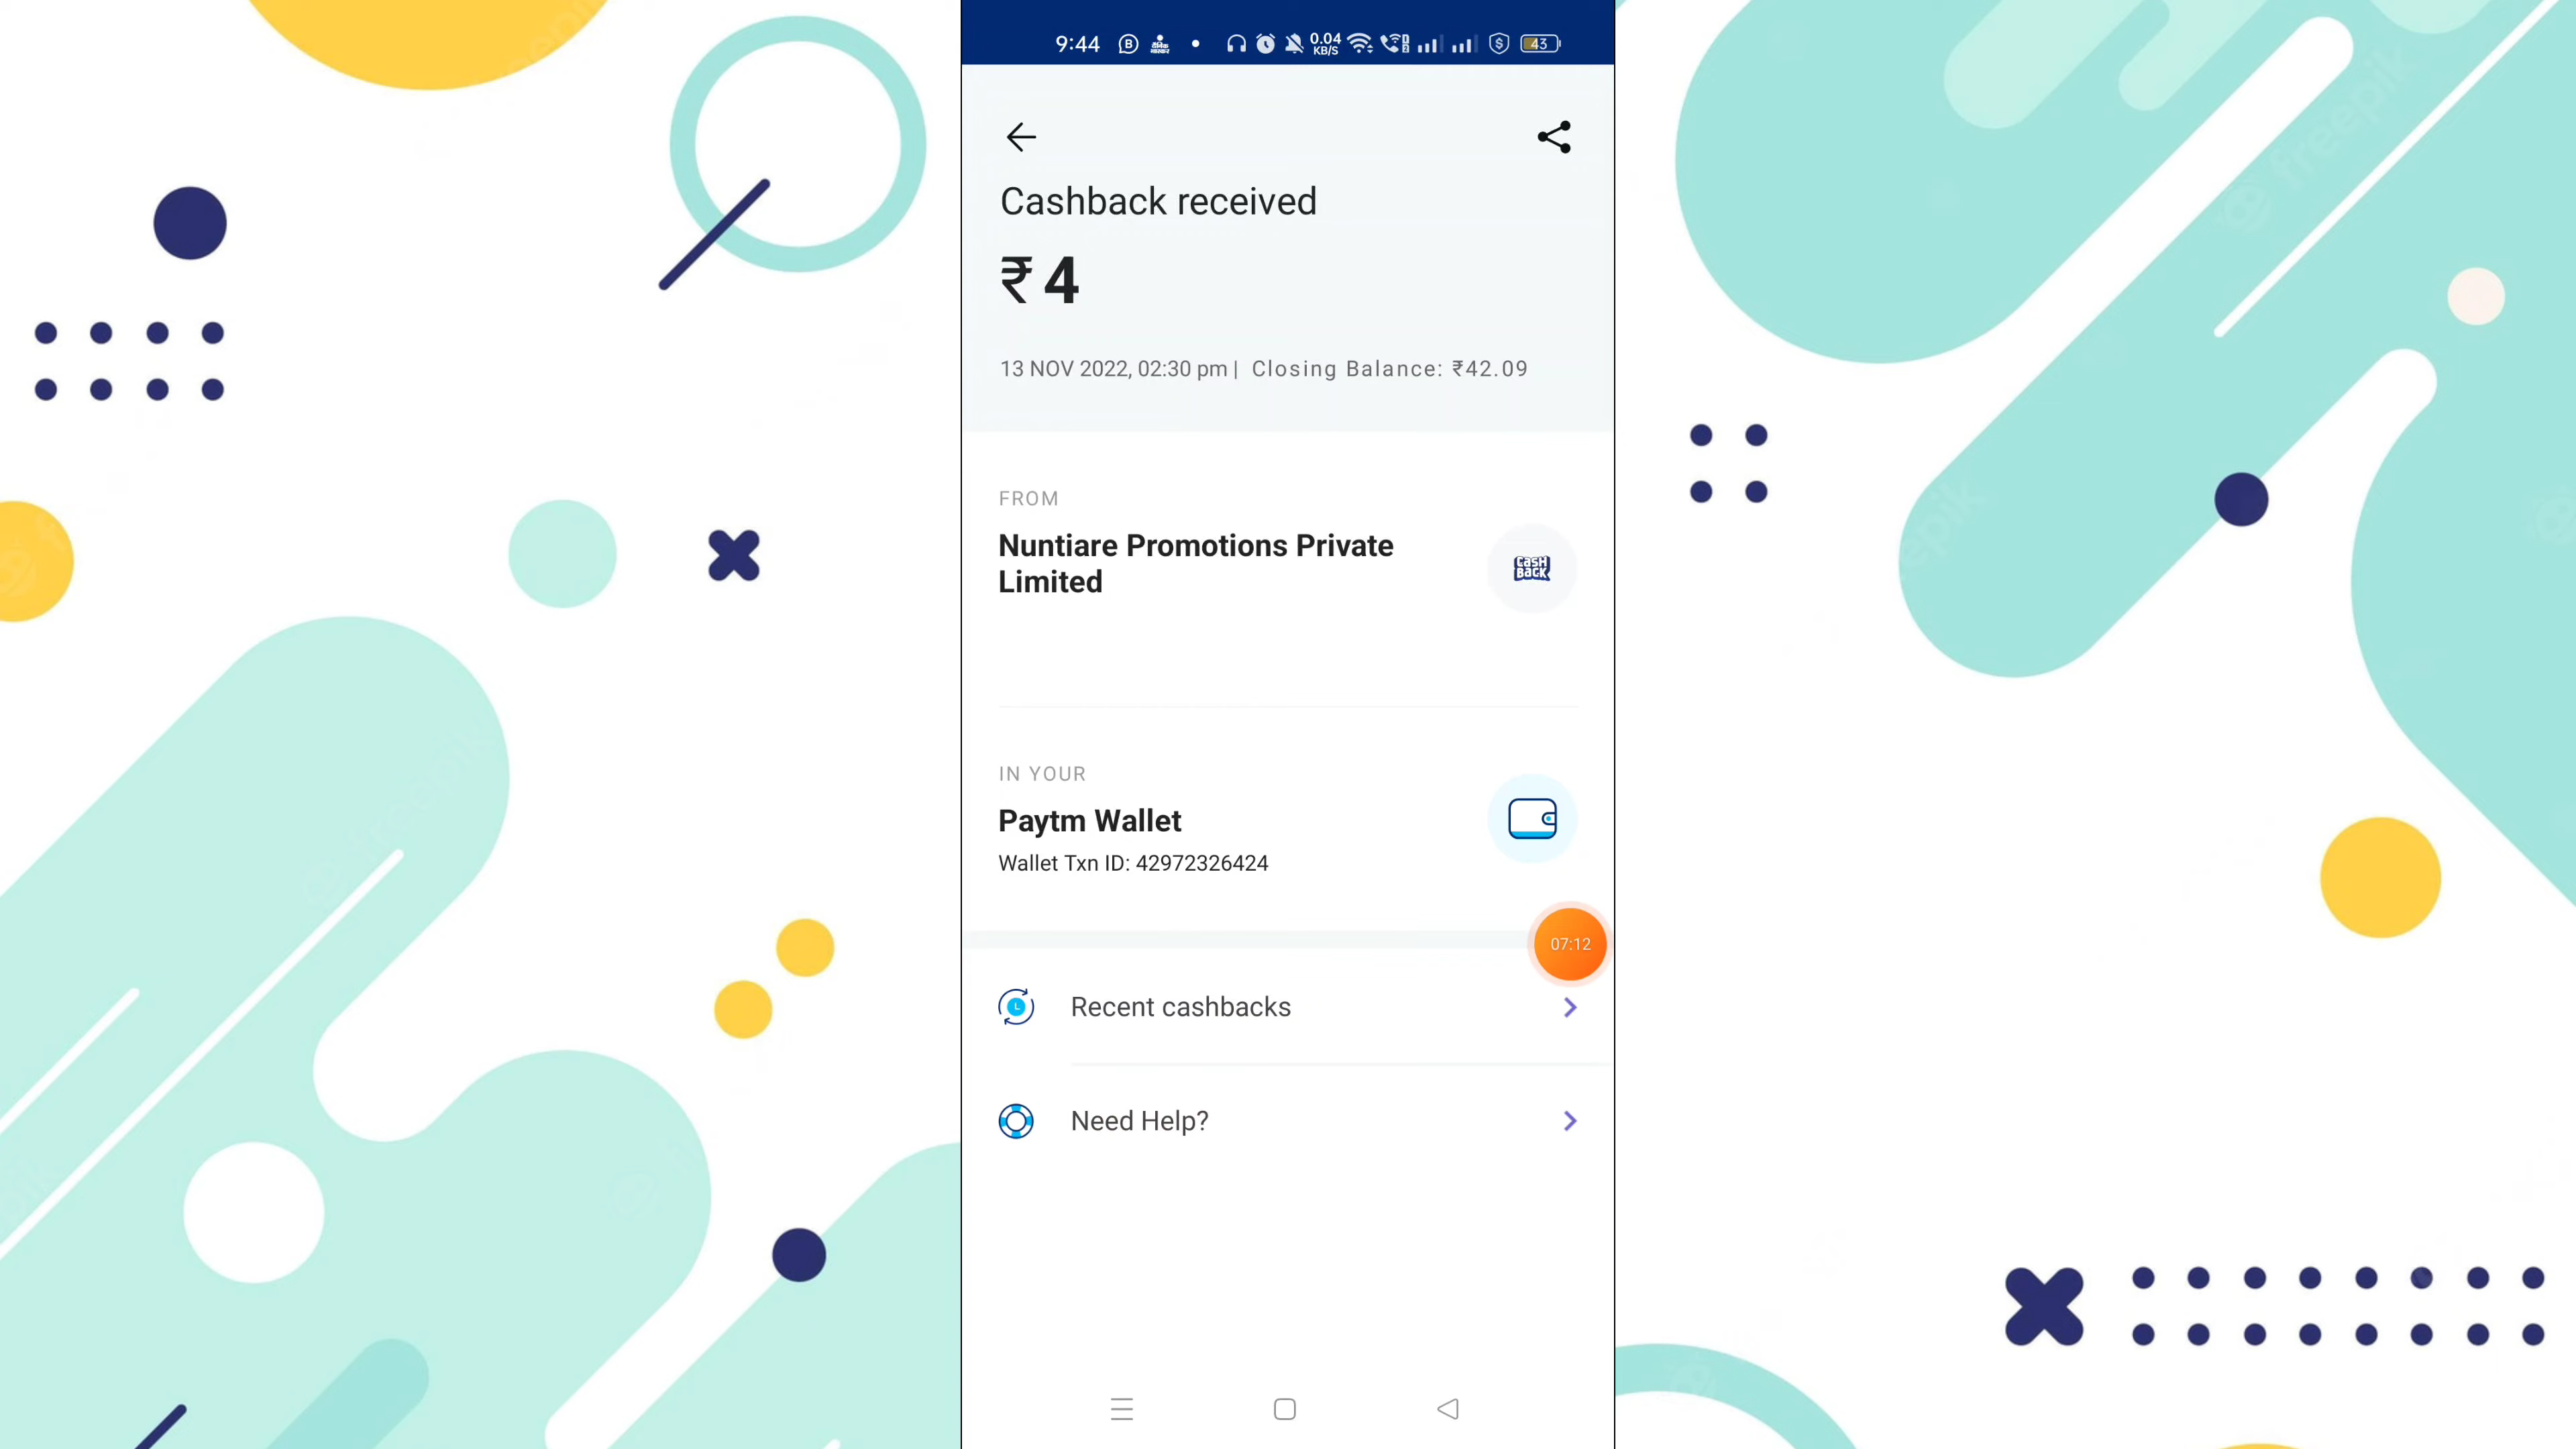 9:44
0.04
KB/S
43
Cashback received
₹4
13 NOV 2022, 02:30 pm | Closing Balance: ₹42.09
FROM
Nuntiare Promotions Private
Limited
CASH
BACK
IN YOUR
Paytm Wallet
Wallet Txn ID: 42972326424
07:12
Recent cashbacks
Need Help?
freepik